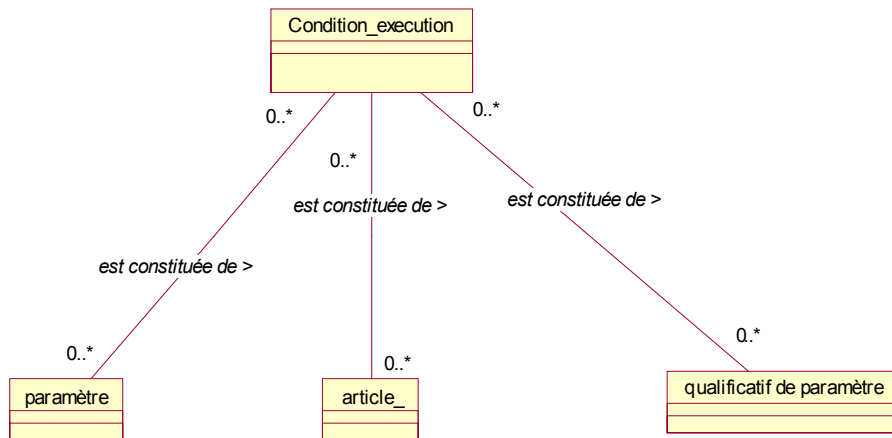 Condition_execution
0..*
0..*
0..*
est constituée de >
est constituée de >
est constituée de >
0..*
0..*
0..*
paramètre
article_
qualificatif de paramètre